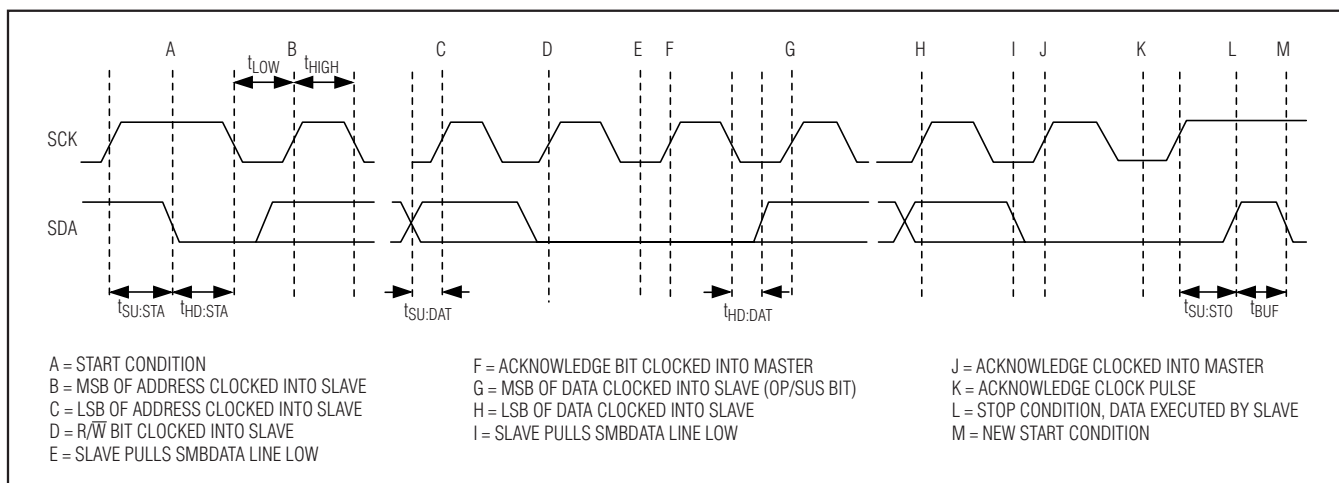 A B C D E F G H I J K L M
tLOW tHIGH
SCK
SDA
tSU:STA tHD:STA tSU:DAT tHD:DAT tSU:STO tBUF
A = START CONDITION
B = MSB OF ADDRESS CLOCKED INTO SLAVE
C = LSB OF ADDRESS CLOCKED INTO SLAVE
D = R/W̅ BIT CLOCKED INTO SLAVE
E = SLAVE PULLS SMBDATA LINE LOW
F = ACKNOWLEDGE BIT CLOCKED INTO MASTER
G = MSB OF DATA CLOCKED INTO SLAVE (OP/SUS BIT)
H = LSB OF DATA CLOCKED INTO SLAVE
I = SLAVE PULLS SMBDATA LINE LOW
J = ACKNOWLEDGE CLOCKED INTO MASTER
K = ACKNOWLEDGE CLOCK PULSE
L = STOP CONDITION, DATA EXECUTED BY SLAVE
M = NEW START CONDITION